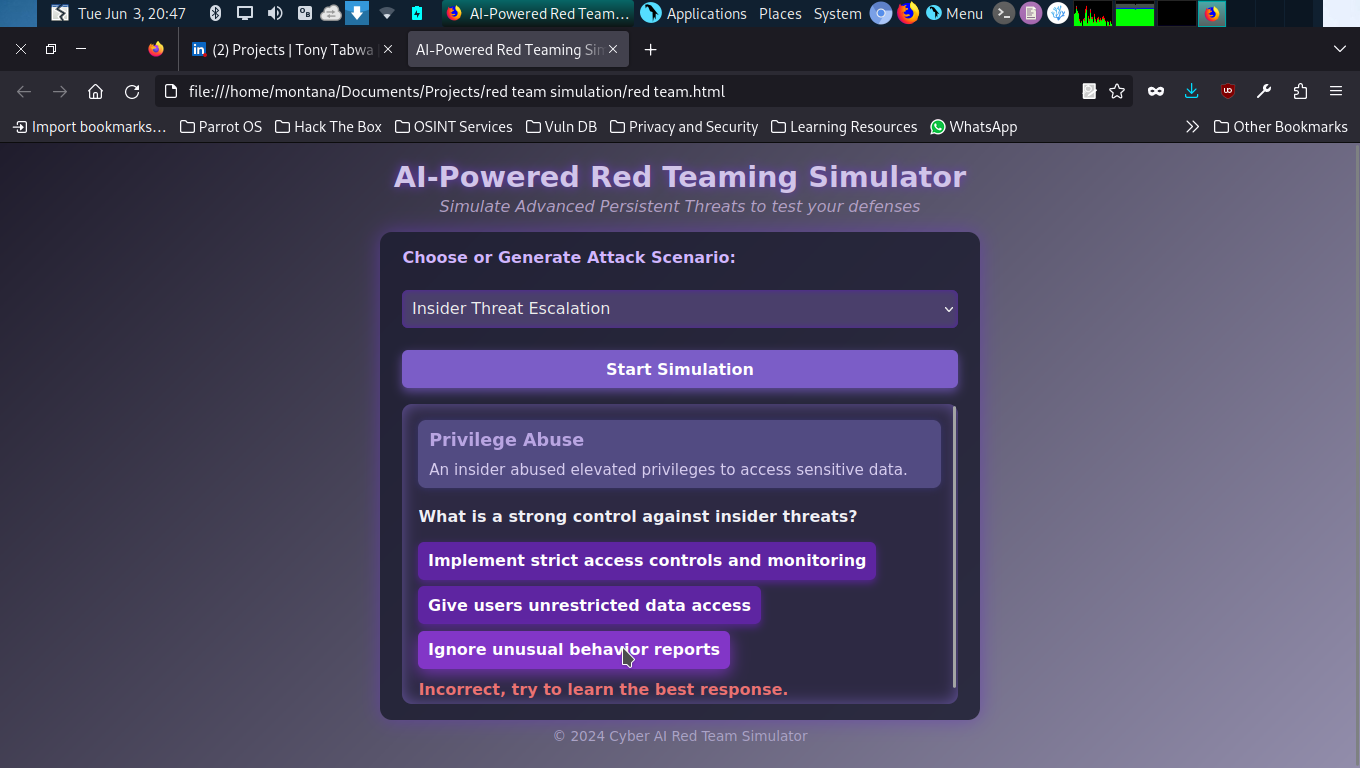 Tue Jun 3, 20:47
AI-Powered Red Team...
Applications
Places
System
Menu
(2) Projects | Tony Tabwa
AI-Powered Red Teaming Sim
file:///home/montana/Documents/Projects/red team simulation/red team.html
Import bookmarks…
Parrot OS
Hack The Box
OSINT Services
Vuln DB
Privacy and Security
Learning Resources
WhatsApp
Other Bookmarks
AI-Powered Red Teaming Simulator
Simulate Advanced Persistent Threats to test your defenses
Choose or Generate Attack Scenario:
Insider Threat Escalation
Start Simulation
Privilege Abuse
An insider abused elevated privileges to access sensitive data.
What is a strong control against insider threats?
Implement strict access controls and monitoring
Give users unrestricted data access
Ignore unusual behavior reports
Incorrect, try to learn the best response.
© 2024 Cyber AI Red Team Simulator